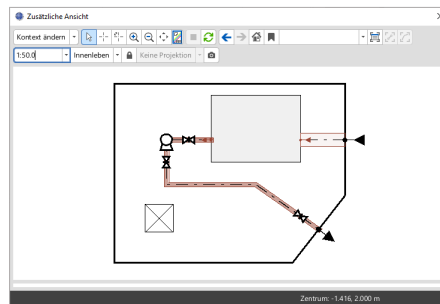 Zusätzliche Ansicht
Kontext ändern
1:50.0 Innenleben Keine Projektion
Zentrum: -1.416, 2.000 m